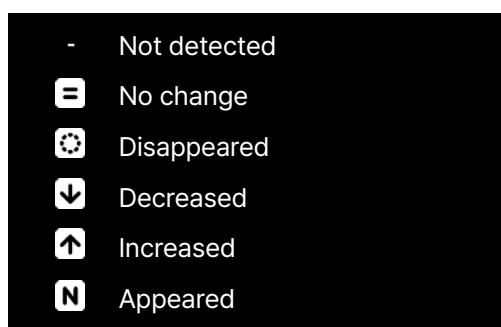 - Not detected
= No change
Disappeared
↓ Decreased
↑ Increased
N Appeared